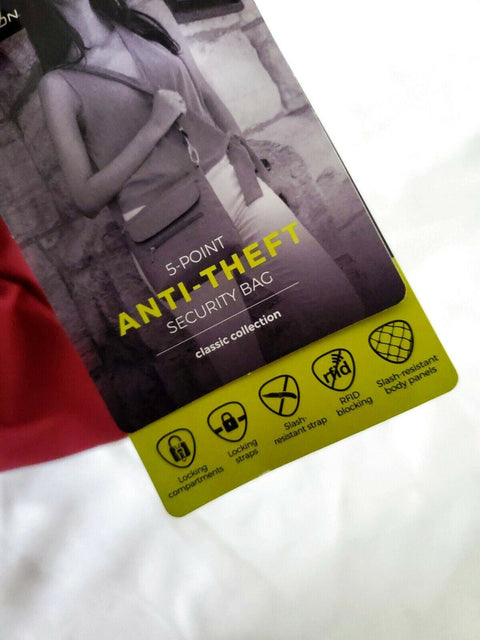 5-POINT
ANTI-THEFT
SECURITY BAG
classic collection
Locking
compartments
Locking
straps
Slash-
resistant strap
rfid
RFID
blocking
Slash-resistant
body panels